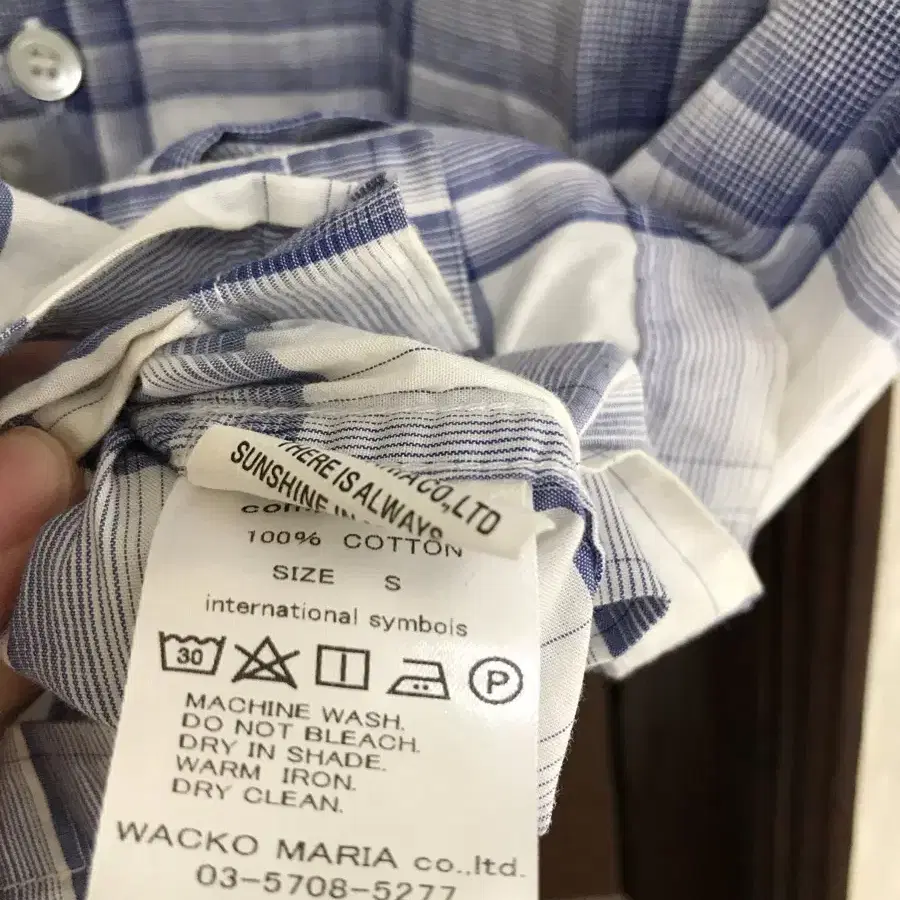 CO.,LTD
THERE IS ALWAYS
SUNSHINE IN
100% COTTON
SIZE S
international symbols
30
P
MACHINE WASH.
DO NOT BLEACH.
DRY IN SHADE.
WARM IRON.
DRY CLEAN.
WACKO MARIA co.,ltd.
03-5708-5277